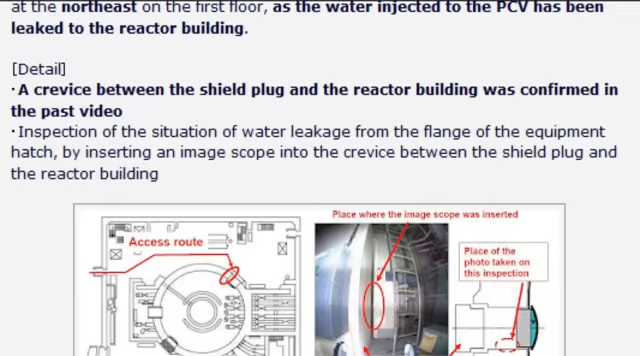 at the northeast on the first floor, as the water injected to the PCV has been
leaked to the reactor building.
[Detail]
・A crevice between the shield plug and the reactor building was confirmed in
the past video
・Inspection of the situation of water leakage from the flange of the equipment
hatch, by inserting an image scope into the crevice between the shield plug and
the reactor building
Place where the image scope was inserted
Access route
Place of the
photo taken on
this inspection